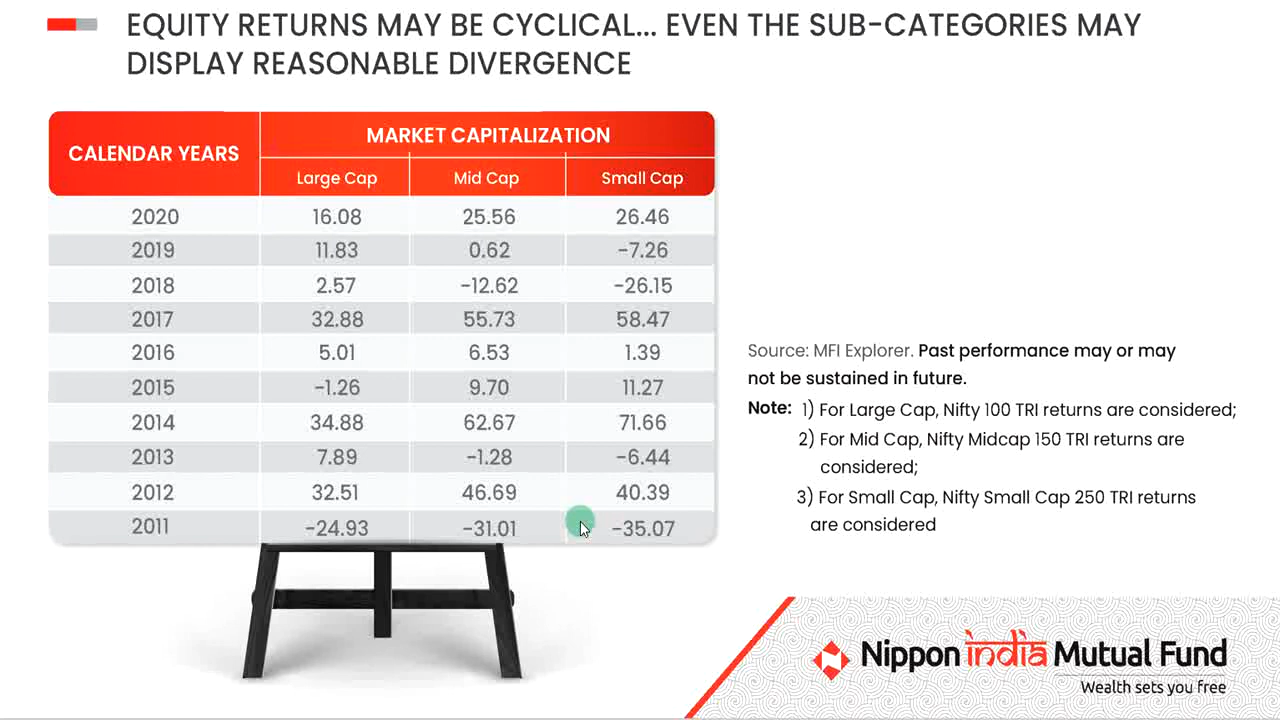 EQUITY RETURNS MAY BE CYCLICAL... EVEN THE SUB-CATEGORIES MAY
DISPLAY REASONABLE DIVERGENCE
CALENDAR YEARS
MARKET CAPITALIZATION
Large Cap Mid Cap Small Cap
2020 16.08 25.56 26.46
2019 11.83 0.62 -7.26
2018 2.57 -12.62 -26.15
2017 32.88 55.73 58.47
2016 5.01 6.53 1.39
2015 -1.26 9.70 11.27
2014 34.88 62.67 71.66
2013 7.89 -1.28 -6.44
2012 32.51 46.69 40.39
2011 -24.93 -31.01 -35.07
Source: MFI Explorer. Past performance may or may
not be sustained in future.
Note: 1) For Large Cap, Nifty 100 TRI returns are considered;
2) For Mid Cap, Nifty Midcap 150 TRI returns are
considered;
3) For Small Cap, Nifty Small Cap 250 TRI returns
are considered
Nippon india Mutual Fund
Wealth sets you free